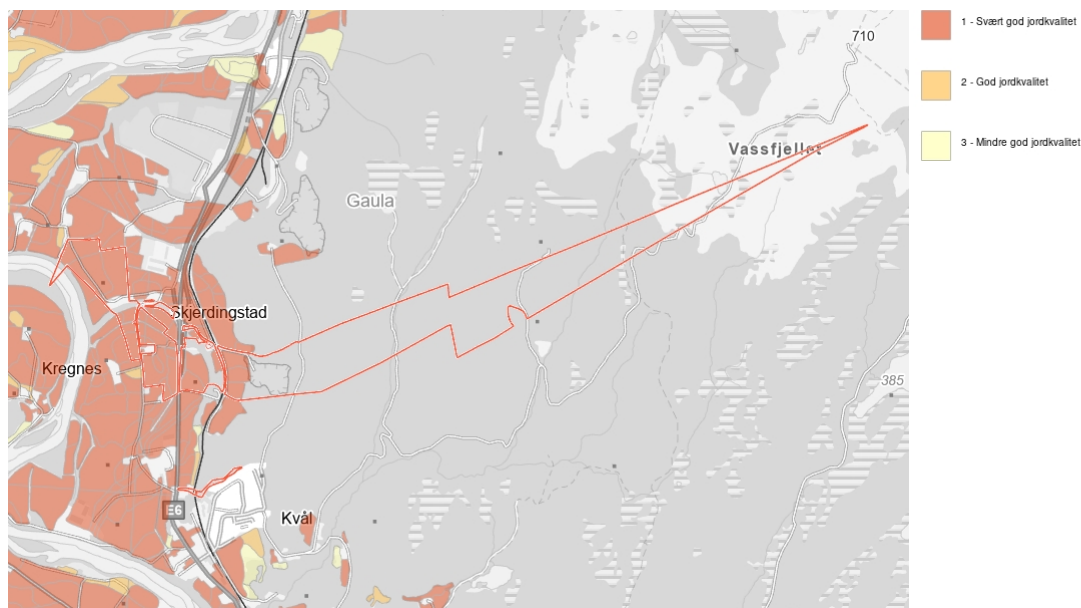 1 - Svært god jordkvalitet
710
2 - God jordkvalitet
3 - Mindre god jordkvalitet
Vassfjellet
Gaula
Skjerdingstad
Kregnes
385
E6
Kvål